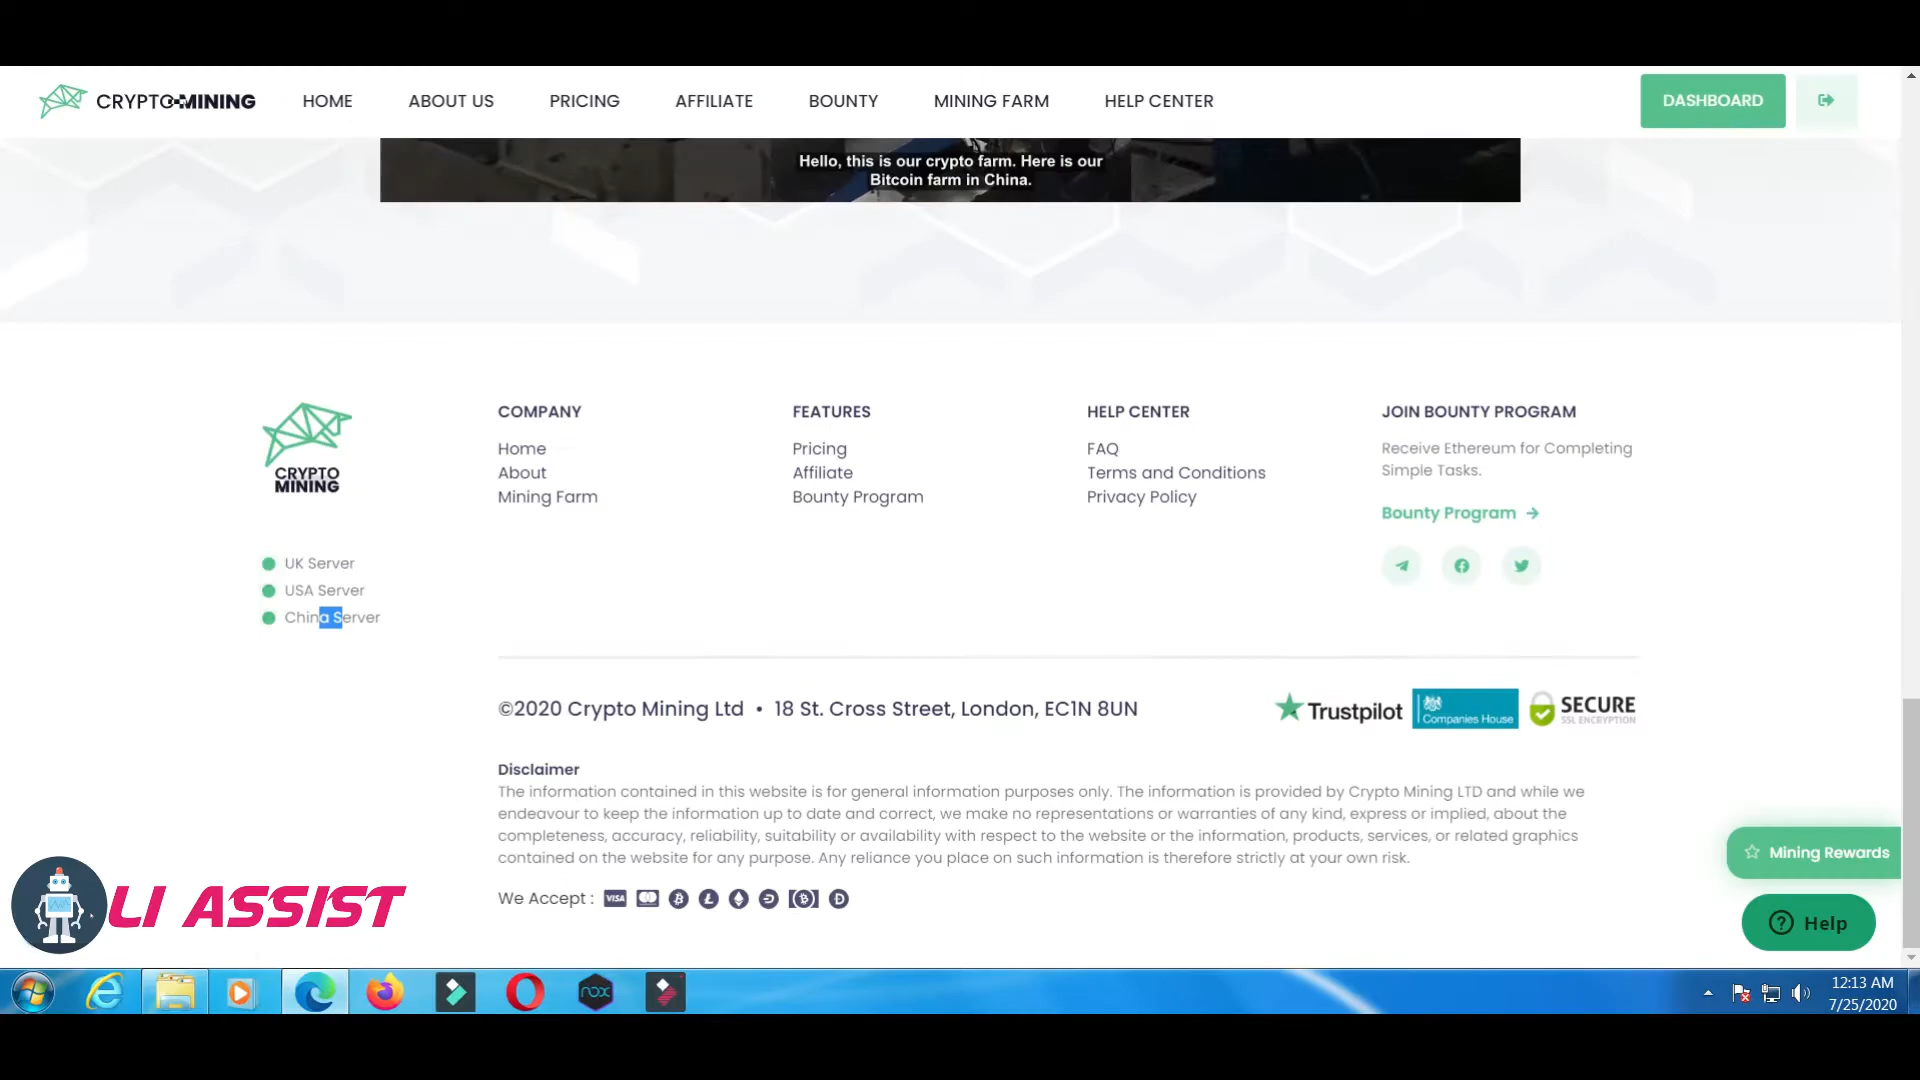 CRYPTO MINING
HOME
ABOUT US
PRICING
AFFILIATE
BOUNTY
MINING FARM
HELP CENTER
DASHBOARD
Hello, this is our crypto farm. Here is our
Bitcoin farm in China.
CRYPTO
MINING
UK Server
USA Server
China Server
COMPANY
Home
About
Mining Farm
FEATURES
Pricing
Affiliate
Bounty Program
HELP CENTER
FAQ
Terms and Conditions
Privacy Policy
JOIN BOUNTY PROGRAM
Receive Ethereum for Completing
Simple Tasks.
Bounty Program
©2020 Crypto Mining Ltd • 18 St. Cross Street, London, EC1N 8UN
Trustpilot
Companies House
SECURE
SSL ENCRYPTION
Disclaimer
The information contained in this website is for general information purposes only. The information is provided by Crypto Mining LTD and while we
endeavour to keep the information up to date and correct, we make no representations or warranties of any kind, express or implied, about the
completeness, accuracy, reliability, suitability or availability with respect to the website or the information, products, services, or related graphics
contained on the website for any purpose. Any reliance you place on such information is therefore strictly at your own risk.
We Accept :
VISA
Mining Rewards
Help
LI ASSIST
nox
12:13 AM
7/25/2020